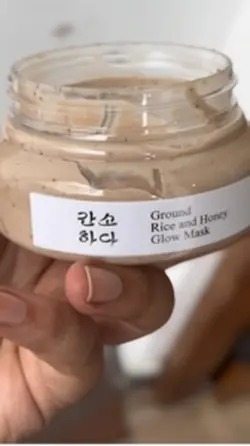 간소
하다
Ground
Rice and Honey
Glow Mask